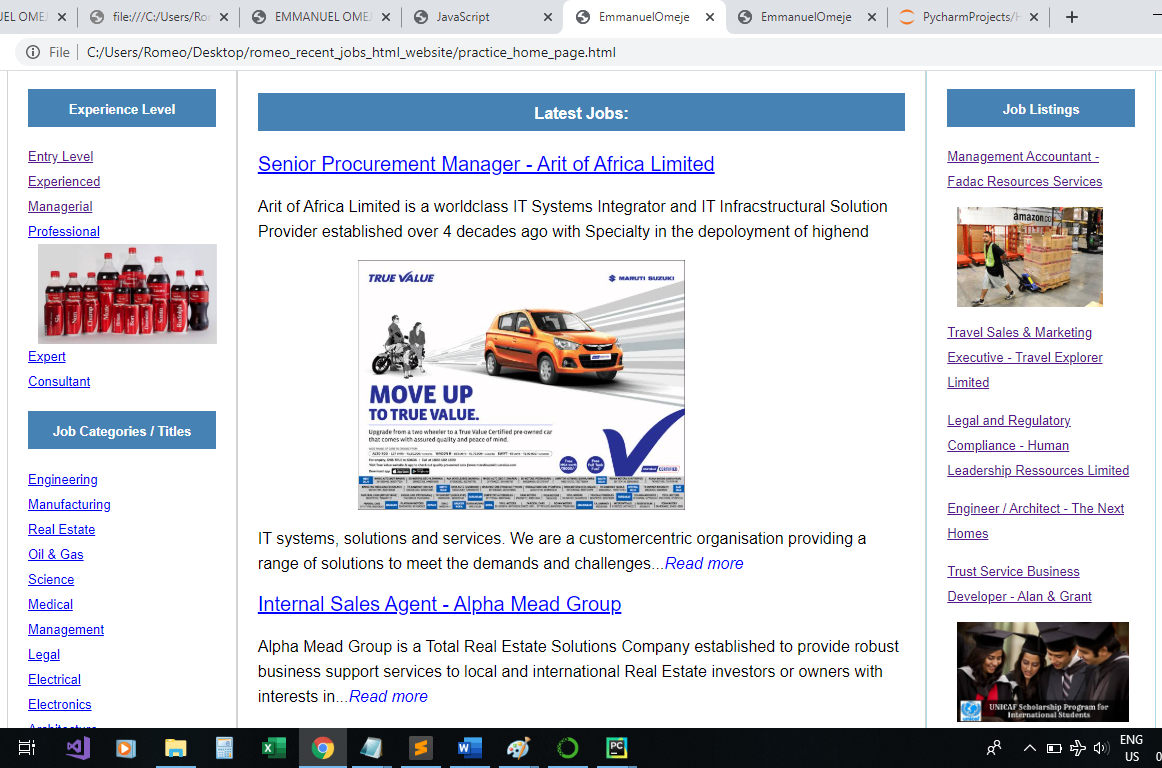 UEL OMEJ
file:///C:/Users/Ror
EMMANUEL OMEJ
JavaScript
EmmanuelOmeje
EmmanuelOmeje
PycharmProjects/H
File
C:/Users/Romeo/Desktop/romeo_recent_jobs_html_website/practice_home_page.html
Experience Level
Entry Level
Experienced
Managerial
Professional
Expert
Consultant
Job Categories / Titles
Engineering
Manufacturing
Real Estate
Oil & Gas
Science
Medical
Management
Legal
Electrical
Electronics
Architecture
Latest Jobs:
Senior Procurement Manager - Arit of Africa Limited
Arit of Africa Limited is a worldclass IT Systems Integrator and IT Infracstructural Solution
Provider established over 4 decades ago with Specialty in the depoloyment of highend
TRUE VALUE
MARUTI SUZUKI
MOVE UP
TO TRUE VALUE.
Upgrade from a two wheeler to a True Value Certified pre-owned car
that comes with assured quality and peace of mind.
IT systems, solutions and services. We are a customercentric organisation providing a
range of solutions to meet the demands and challenges...Read more
Internal Sales Agent - Alpha Mead Group
Alpha Mead Group is a Total Real Estate Solutions Company established to provide robust
business support services to local and international Real Estate investors or owners with
interests in...Read more
Job Listings
Management Accountant -
Fadac Resources Services
amazon.co
Travel Sales & Marketing
Executive - Travel Explorer
Limited
Legal and Regulatory
Compliance - Human
Leadership Ressources Limited
Engineer / Architect - The Next
Homes
Trust Service Business
Developer - Alan & Grant
UNICAF Scholarship Program for
International Students
ENG
US